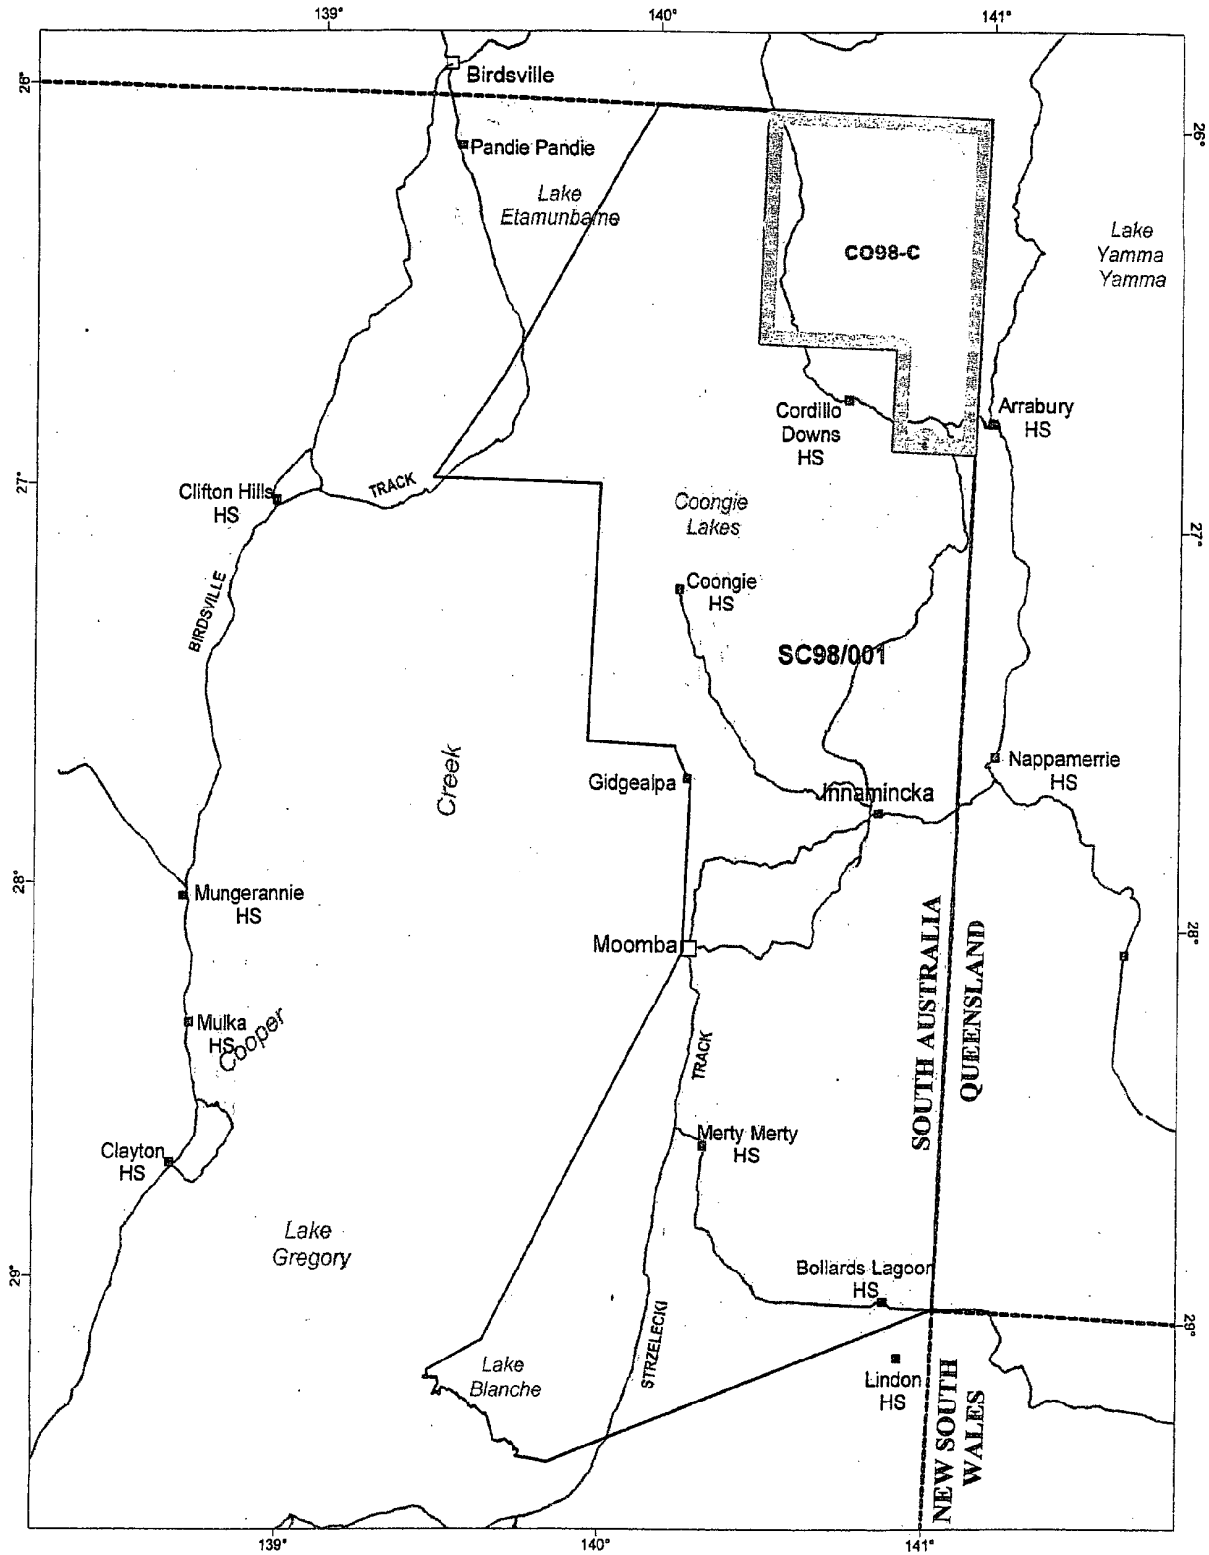 139°
140°
141°
26°
Birdsville
26°
Pandie Pandie
Lake
Etamunbame
Lake
Yamma
Yamma
CO98-C
Cordillo
Downs
HS
Arrabury
HS
27°
Clifton Hills
HS
TRACK
Coongie
Lakes
27°
Coongie
HS
BIRDSVILLE
SC98/001
Creek
Gidgealpa
Nappamerrie
HS
Innamincka
28°
Mungerannie
HS
Moomba
SOUTH AUSTRALIA
QUEENSLAND
28°
Mulka
HS
Cooper
TRACK
Merty Merty
HS
Clayton
HS
Lake
Gregory
29°
Bollards Lagoon
HS
29°
STRZELECKI
Lake
Blanche
Lindon
HS
NEW SOUTH
WALES
139°
140°
141°